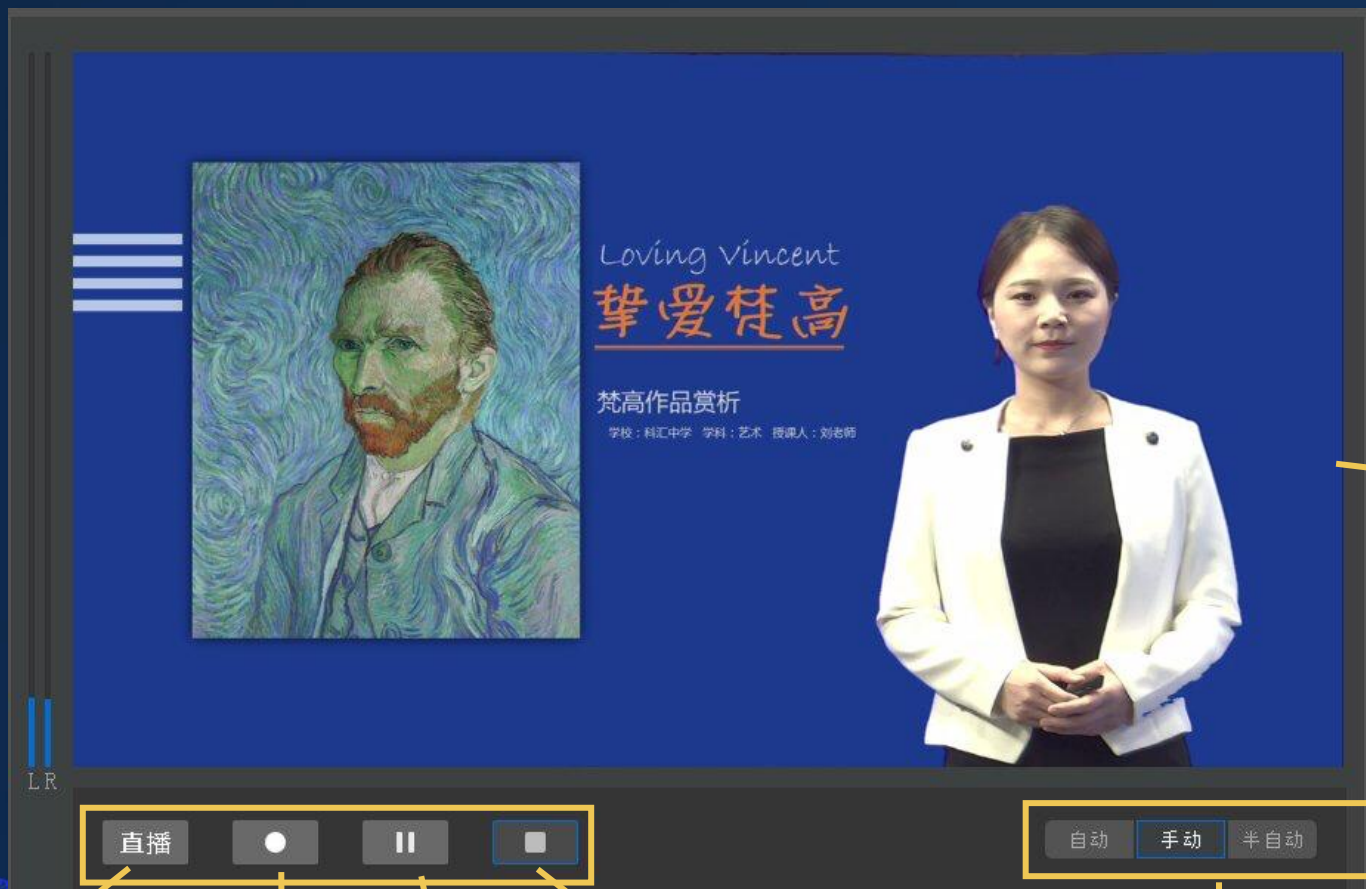 Loving Vincent
挚爱梵高
梵高作品赏析
学校：科汇中学 学科：艺术 授课人：刘老师
L R
直播
自动 手动 半自动